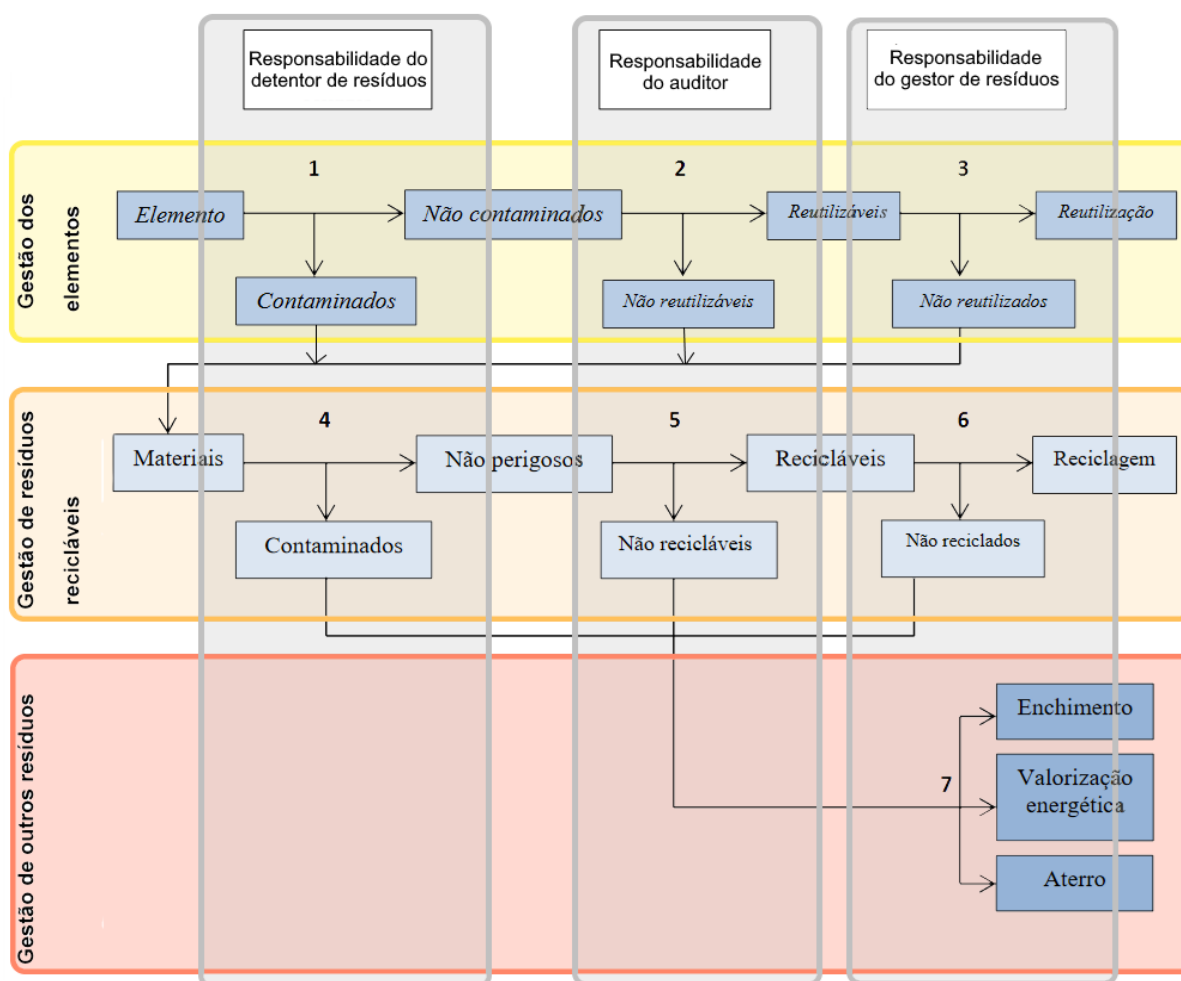 Responsabilidade do
detentor de resíduos
Responsabilidade
do auditor
Responsabilidade
do gestor de resíduos
Gestão dos
elementos
1
2
3
Elemento
Não contaminados
Reutilizáveis
Reutilização
Contaminados
Não reutilizáveis
Não reutilizados
Gestão de resíduos
recicláveis
4
5
6
Materiais
Não perigosos
Recicláveis
Reciclagem
Contaminados
Não recicláveis
Não reciclados
Gestão de outros resíduos
Enchimento
7
Valorização
energética
Aterro